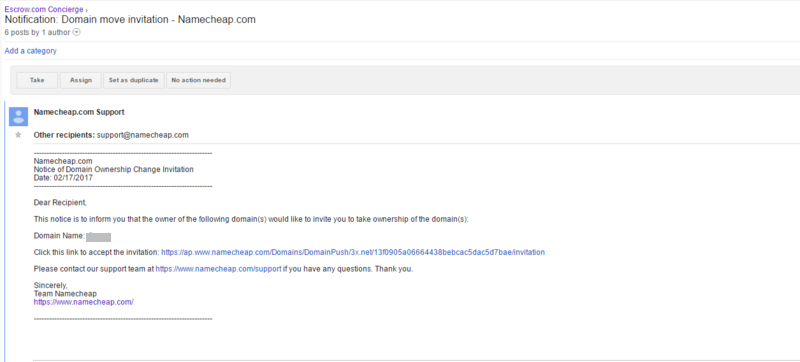 Escrow.com Concierge ›
Notification: Domain move invitation - Namecheap.com
6 posts by 1 author
Add a category
Take Assign Set as duplicate No action needed
Namecheap.com Support
Other recipients: support@namecheap.com
----------------------------------------------------------------------
Namecheap.com
Notice of Domain Ownership Change Invitation
Date: 02/17/2017
----------------------------------------------------------------------
Dear Recipient,
This notice is to inform you that the owner of the following domain(s) would like to invite you to take ownership of the domain(s):
Domain Name:
Click this link to accept the invitation: https://ap.www.namecheap.com/Domains/DomainPush/3x.net/13f0905a06664438bebcac5dac5d7bae/invitation
Please contact our support team at https://www.namecheap.com/support if you have any questions. Thank you.
Sincerely,
Team Namecheap
https://www.namecheap.com/
----------------------------------------------------------------------